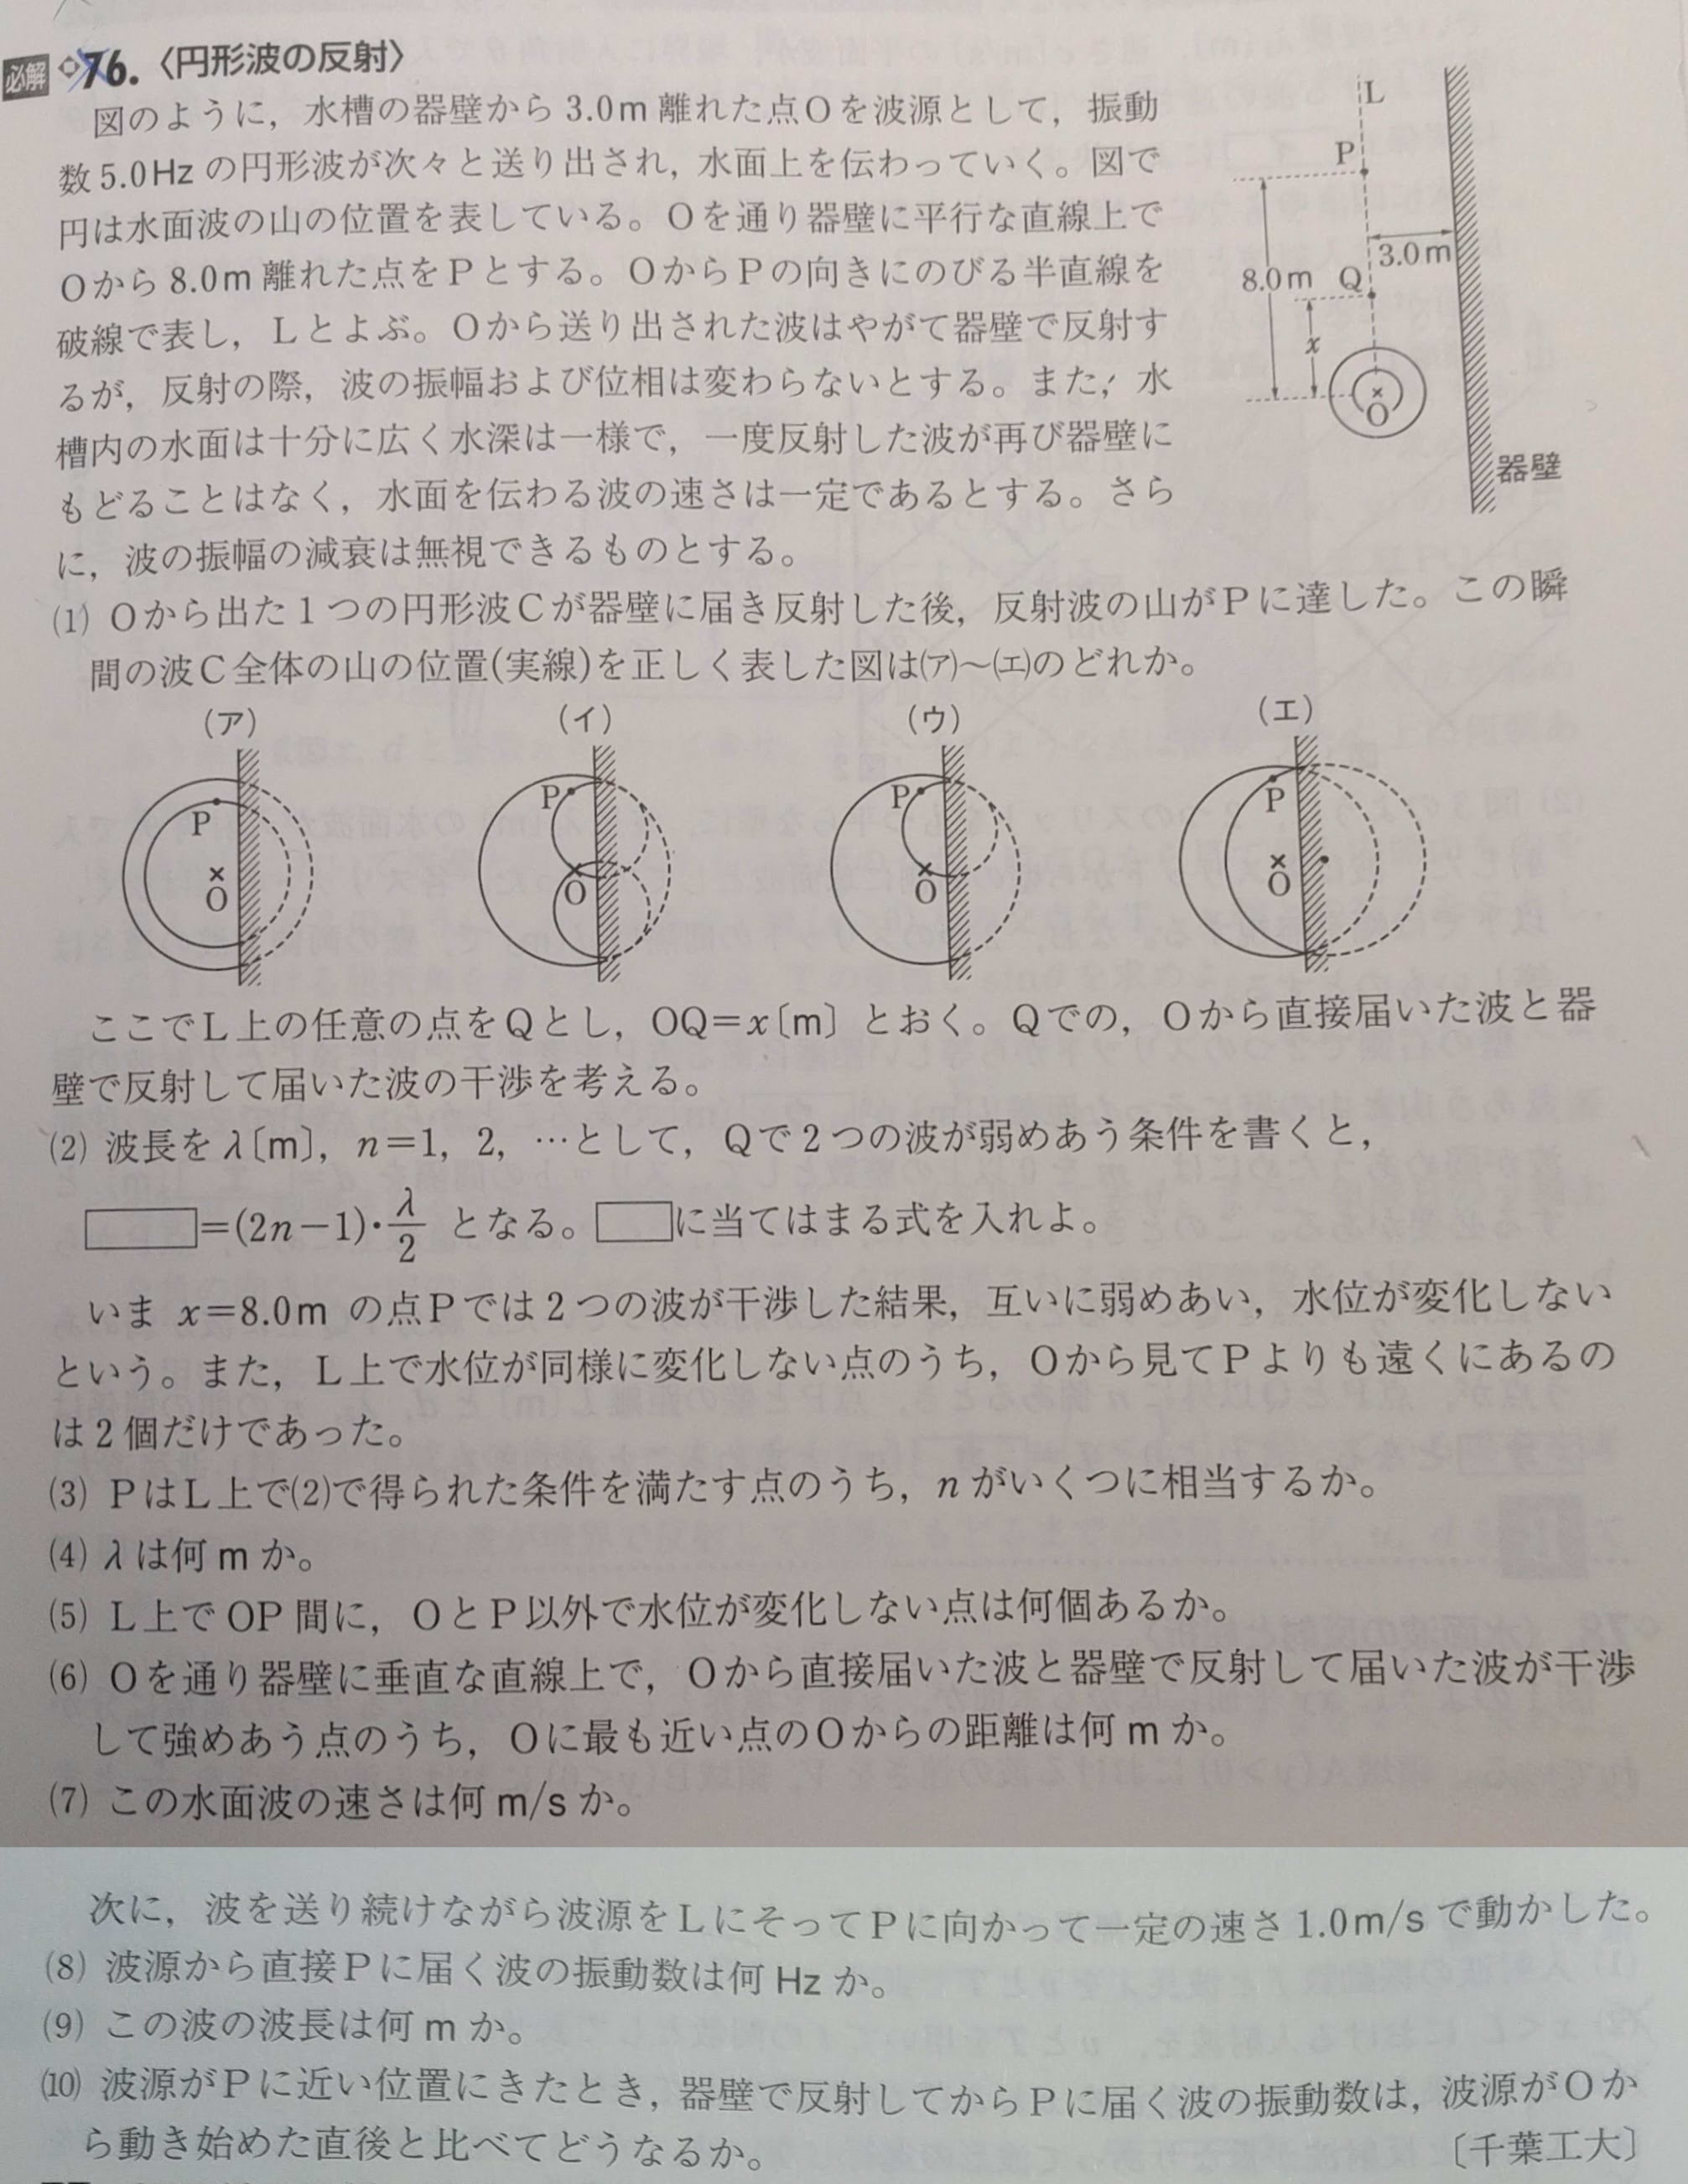 必解 76.〈円形波の反射〉
図のように，水槽の器壁から 3.0m 離れた点Oを波源として，振動
数 5.0Hz の円形波が次々と送り出され，水面上を伝わっていく。図で
円は水面波の山の位置を表している。Oを通り器壁に平行な直線上で
Oから 8.0m 離れた点をPとする。OからPの向きにのびる半直線を
破線で表し，Lとよぶ。Oから送り出された波はやがて器壁で反射す
るが，反射の際，波の振幅および位相は変わらないとする。また，水
槽内の水面は十分に広く水深は一様で，一度反射した波が再び器壁に
もどることはなく，水面を伝わる波の速さは一定であるとする。さら
に，波の振幅の減衰は無視できるものとする。
L
P
3.0m
8.0m
Q
x
O
器壁
(1) Oから出た1つの円形波Cが器壁に届き反射した後，反射波の山がPに達した。この瞬
間の波C全体の山の位置(実線)を正しく表した図は(ア)～(エ)のどれか。
(ア) (イ) (ウ) (エ)
P P P P
O O O O
ここでL上の任意の点をQとし，OQ=x〔m〕とおく。Qでの，Oから直接届いた波と器
壁で反射して届いた波の干渉を考える。
(2) 波長をλ〔m〕，n=1，2，…として，Qで2つの波が弱めあう条件を書くと，
=(2n-1)・λ/2 となる。 に当てはまる式を入れよ。
いま x=8.0m の点Pでは2つの波が干渉した結果，互いに弱めあい，水位が変化しない
という。また，L上で水位が同様に変化しない点のうち，Oから見てPよりも遠くにあるの
は2個だけであった。
(3) PはL上で(2)で得られた条件を満たす点のうち，nがいくつに相当するか。
(4) λは何 m か。
(5) L上でOP間に，OとP以外で水位が変化しない点は何個あるか。
(6) Oを通り器壁に垂直な直線上で，Oから直接届いた波と器壁で反射して届いた波が干渉
して強めあう点のうち，Oに最も近い点のOからの距離は何 m か。
(7) この水面波の速さは何 m/s か。
次に，波を送り続けながら波源をLにそってPに向かって一定の速さ 1.0m/s で動かした。
(8) 波源から直接Pに届く波の振動数は何 Hz か。
(9) この波の波長は何 m か。
(10) 波源がPに近い位置にきたとき，器壁で反射してからPに届く波の振動数は，波源がOか
ら動き始めた直後と比べてどうなるか。 〔千葉工大〕